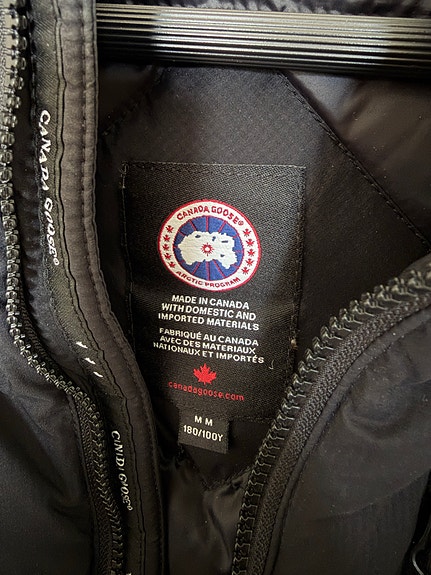 CANADA GOOSE®
CANADA GOOSE®
ARCTIC PROGRAM
MADE IN CANADA
WITH DOMESTIC AND
IMPORTED MATERIALS
FABRIQUÉ AU CANADA
AVEC DES MATERIAUX
NATIONAUX ET IMPORTÉS
canadagoose.com
M M
180/100Y